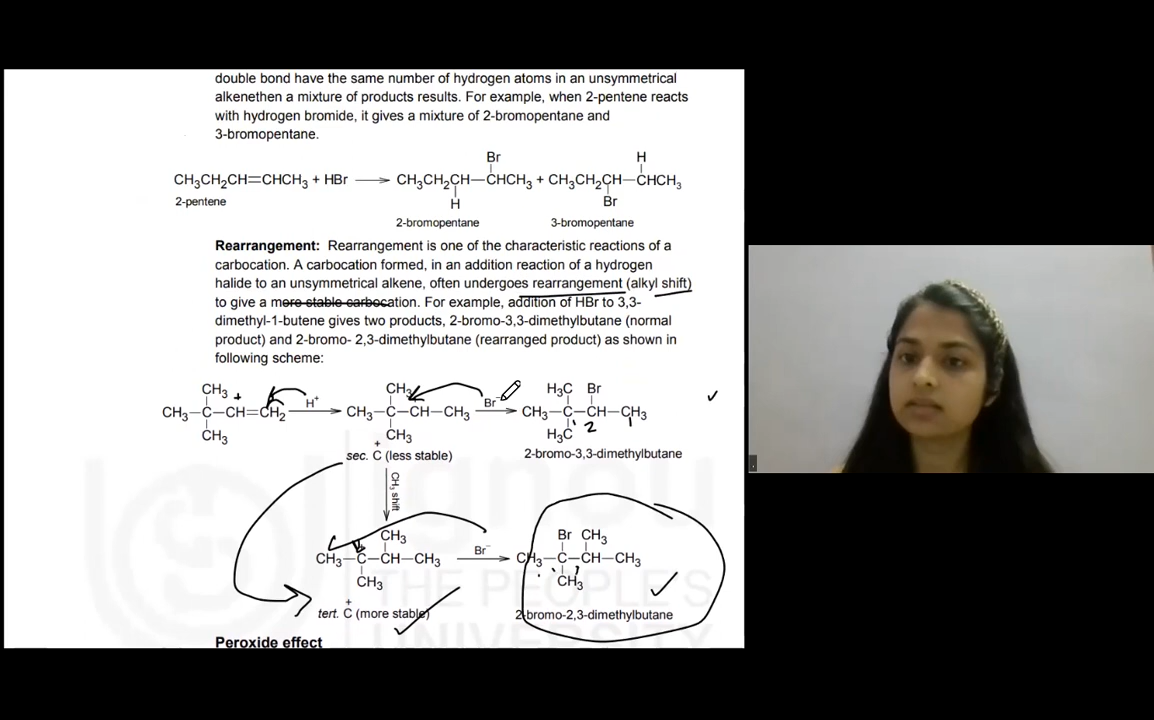 double bond have the same number of hydrogen atoms in an unsymmetrical
alkenethen a mixture of products results. For example, when 2-pentene reacts
with hydrogen bromide, it gives a mixture of 2-bromopentane and
3-bromopentane.
Br H
CH₃CH₂CH=CHCH₃ + HBr ⟶ CH₃CH₂CH—CHCH₃ + CH₃CH₂CH—CHCH₃
2-pentene H Br
2-bromopentane 3-bromopentane
Rearrangement: Rearrangement is one of the characteristic reactions of a
carbocation. A carbocation formed, in an addition reaction of a hydrogen
halide to an unsymmetrical alkene, often undergoes rearrangement (alkyl shift)
to give a more stable carbocation. For example, addition of HBr to 3,3-
dimethyl-1-butene gives two products, 2-bromo-3,3-dimethylbutane (normal
product) and 2-bromo- 2,3-dimethylbutane (rearranged product) as shown in
following scheme:
CH₃ + CH₃ H₃C Br
CH₃—C—CH=CH₂ H⁺ ⟶ CH₃—C—CH—CH₃ Br⁻ ⟶ CH₃—C—CH—CH₃
CH₃ CH₃ H₃C 2 1
+
sec. C (less stable) 2-bromo-3,3-dimethylbutane
CH₃ shift
CH₃ Br CH₃
CH₃—C—CH—CH₃ Br⁻ ⟶ CH₃—C—CH—CH₃
CH₃ CH₃
+
tert. C (more stable) 2-bromo-2,3-dimethylbutane
ignou
THE PEOPLE'S
UNIVERSITY
Peroxide effect